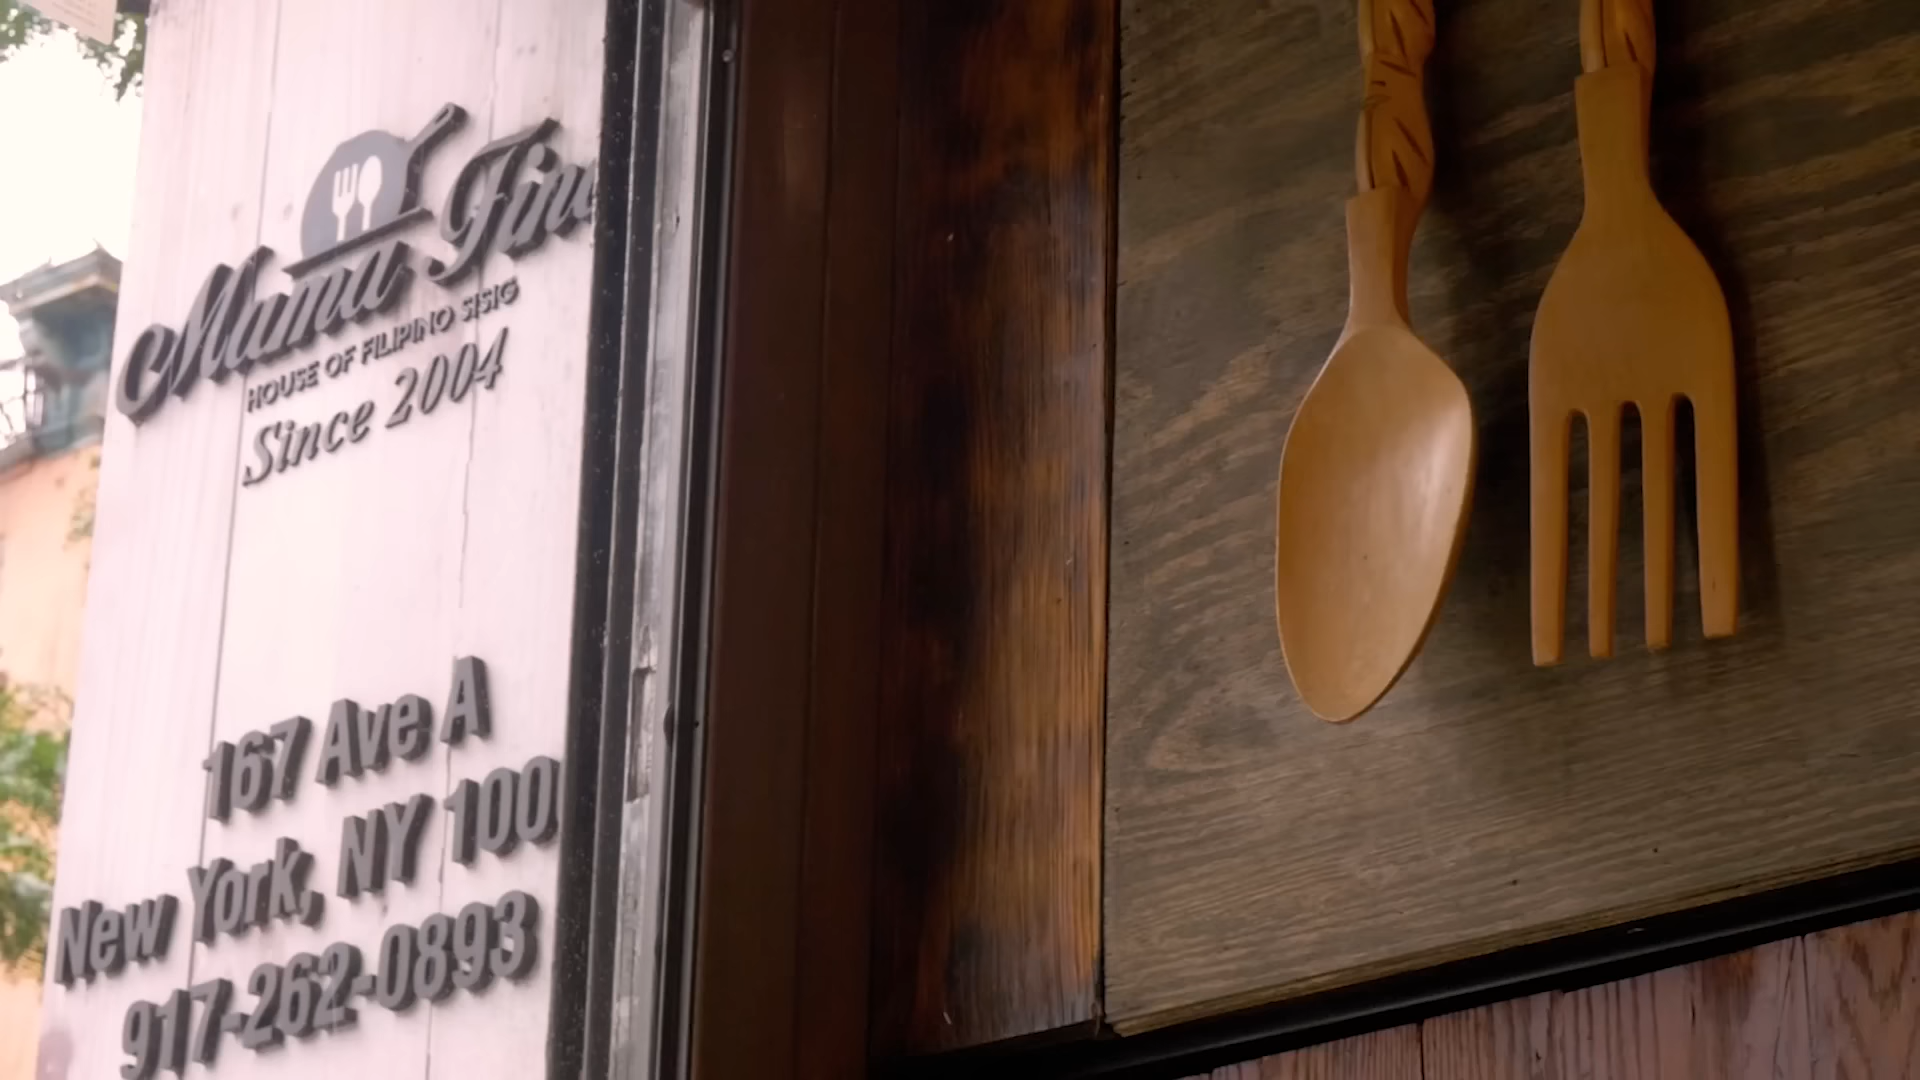 Mama Fina
HOUSE OF FILIPINO SISIG
Since 2004
167 Ave A
New York, NY 100
917-262-0893